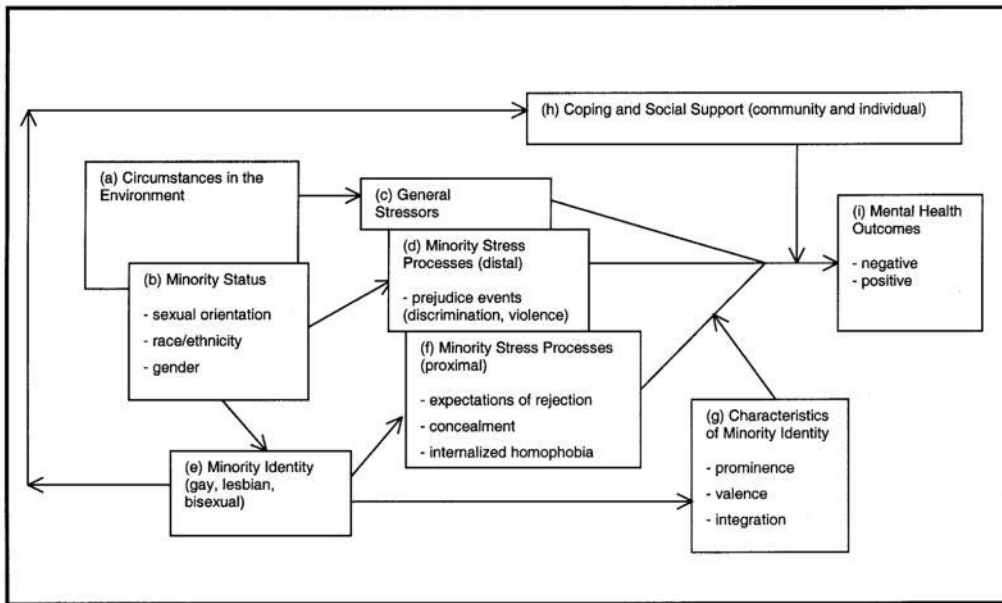 (h) Coping and Social Support (community and individual)
(a) Circumstances in the
Environment
(c) General
Stressors
(i) Mental Health
Outcomes
- negative
- positive
(d) Minority Stress
Processes (distal)
- prejudice events
(discrimination, violence)
(b) Minority Status
- sexual orientation
- race/ethnicity
- gender
(f) Minority Stress Processes
(proximal)
- expectations of rejection
- concealment
- internalized homophobia
(g) Characteristics
of Minority Identity
- prominence
- valence
- integration
(e) Minority Identity
(gay, lesbian,
bisexual)